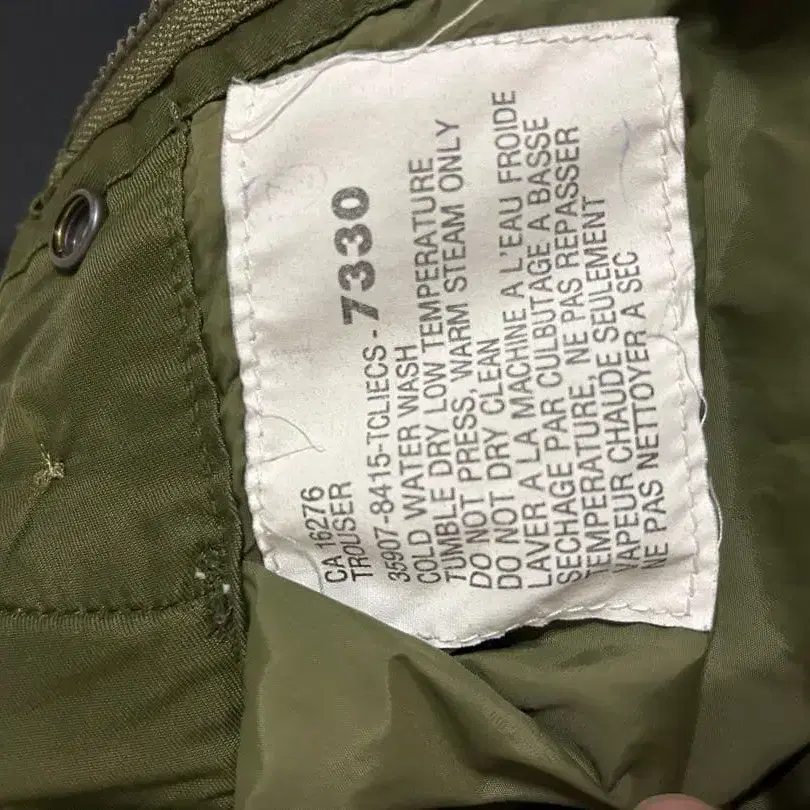 CA 16276
TROUSER
35907-8415-TCLIECS - 7330
COLD WATER WASH
TUMBLE DRY LOW TEMPERATURE
DO NOT PRESS, WARM STEAM ONLY
DO NOT DRY CLEAN
LAVER A LA MACHINE A L'EAU FROIDE
SECHAGE PAR CULBUTAGE A BASSE
TEMPERATURE, NE PAS REPASSER
VAPEUR CHAUDE SEULEMENT
NE PAS NETTOYER A SEC